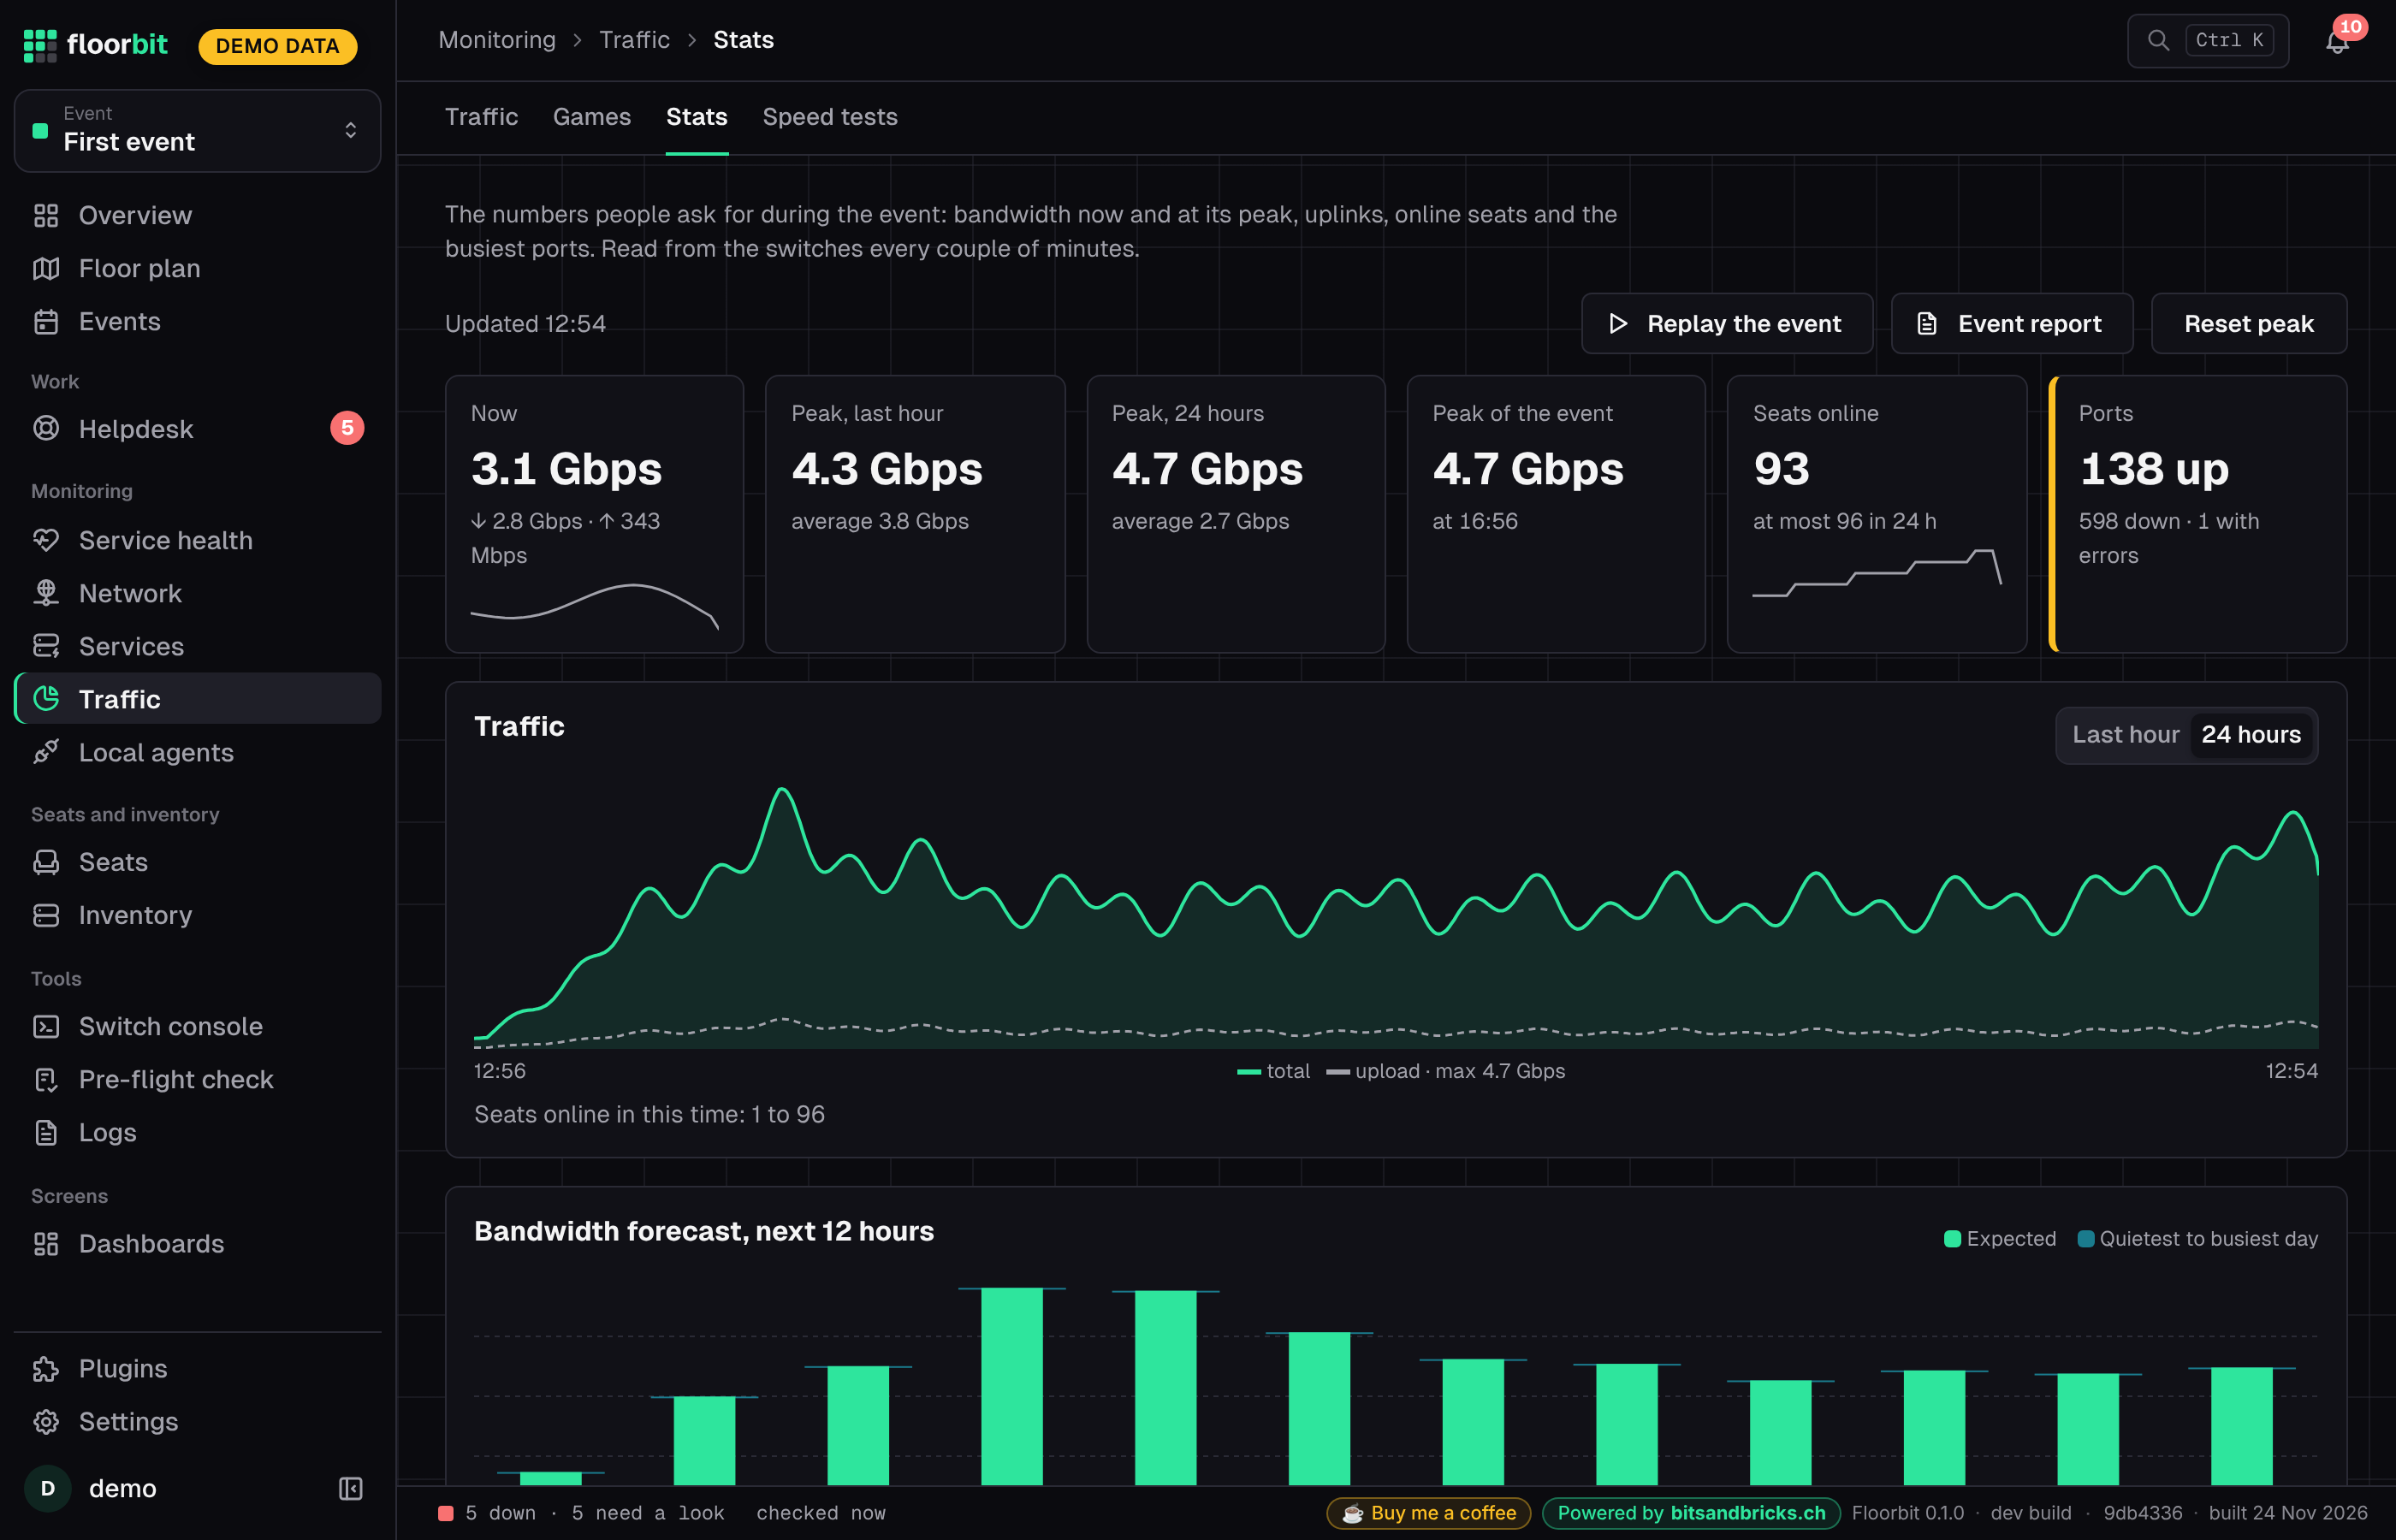 floorbit DEMO DATA
Event
First event
Overview
Floor plan
Events
Work
Helpdesk 5
Monitoring
Service health
Network
Services
Traffic
Local agents
Seats and inventory
Seats
Inventory
Tools
Switch console
Pre-flight check
Logs
Screens
Dashboards
Plugins
Settings
D demo
Monitoring > Traffic > Stats
Ctrl K
10
Traffic Games Stats Speed tests
The numbers people ask for during the event: bandwidth now and at its peak, uplinks, online seats and the
busiest ports. Read from the switches every couple of minutes.
Updated 12:54
Replay the event
Event report
Reset peak
Now
3.1 Gbps
↓ 2.8 Gbps · ↑ 343
Mbps
Peak, last hour
4.3 Gbps
average 3.8 Gbps
Peak, 24 hours
4.7 Gbps
average 2.7 Gbps
Peak of the event
4.7 Gbps
at 16:56
Seats online
93
at most 96 in 24 h
Ports
138 up
598 down · 1 with
errors
Traffic
Last hour 24 hours
12:56 total upload · max 4.7 Gbps 12:54
Seats online in this time: 1 to 96
Bandwidth forecast, next 12 hours
Expected Quietest to busiest day
5 down · 5 need a look checked now
☕ Buy me a coffee
Powered by bitsandbricks.ch
Floorbit 0.1.0 · dev build · 9db4336 · built 24 Nov 2026